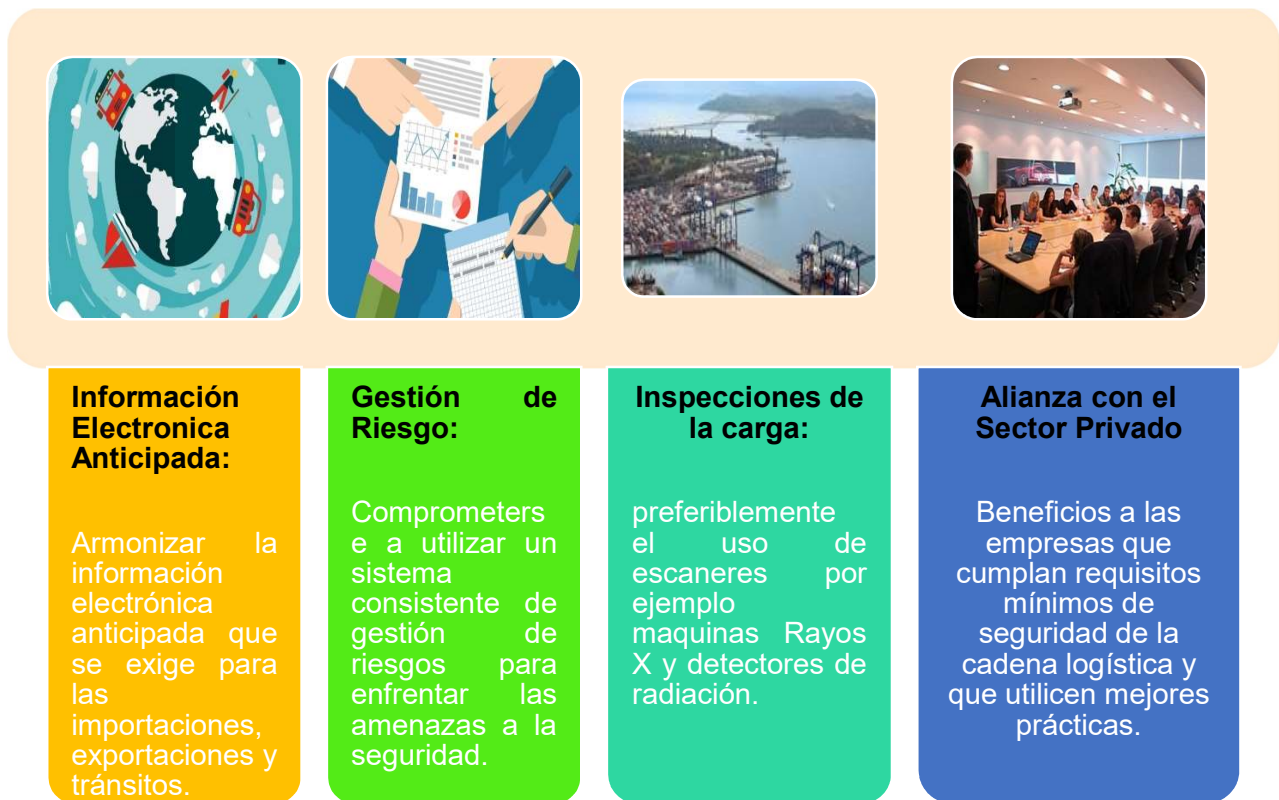 Información
Electronica
Anticipada:
Armonizar la
información
electrónica
anticipada que
se exige para
las
importaciones,
exportaciones y
tránsitos.
Gestión de
Riesgo:
Comprometers
e a utilizar un
sistema
consistente de
gestión de
riesgos para
enfrentar las
amenazas a la
seguridad.
Inspecciones de
la carga:
preferiblemente
el uso de
escaneres por
ejemplo
maquinas Rayos
X y detectores de
radiación.
Alianza con el
Sector Privado
Beneficios a las
empresas que
cumplan requisitos
mínimos de
seguridad de la
cadena logística y
que utilicen mejores
prácticas.